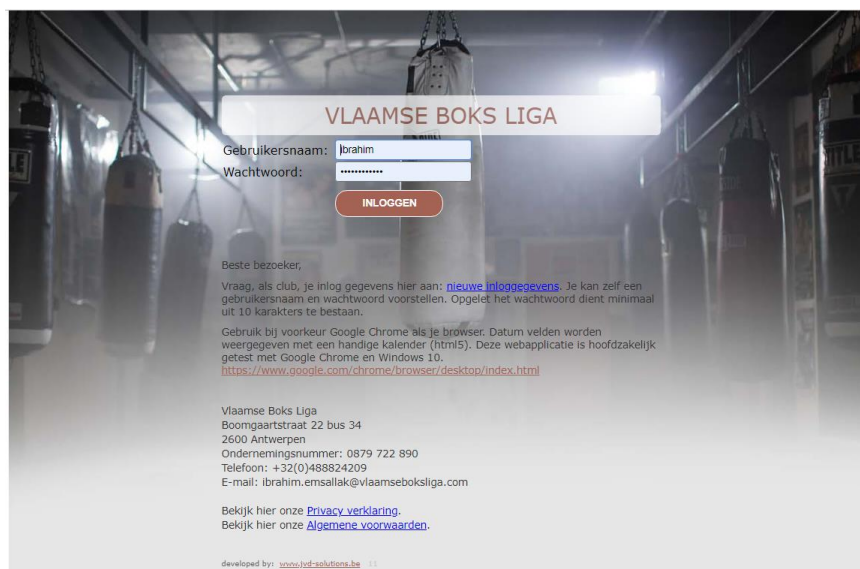 VLAAMSE BOKS LIGA
Gebruikersnaam: Ibrahim
Wachtwoord: ••••••••••••
INLOGGEN
Beste bezoeker,
Vraag, als club, je inlog gegevens hier aan: nieuwe inloggegevens. Je kan zelf een
gebruikersnaam en wachtwoord voorstellen. Opgelet het wachtwoord dient minimaal
uit 10 karakters te bestaan.
Gebruik bij voorkeur Google Chrome als je browser. Datum velden worden
weergegeven met een handige kalender (html5). Deze webapplicatie is hoofdzakelijk
getest met Google Chrome en Windows 10.
https://www.google.com/chrome/browser/desktop/index.html
Vlaamse Boks Liga
Boomgaartstraat 22 bus 34
2600 Antwerpen
Ondernemingsnummer: 0879 722 890
Telefoon: +32(0)488824209
E-mail: ibrahim.emsallak@vlaamseboksliga.com
Bekijk hier onze Privacy verklaring.
Bekijk hier onze Algemene voorwaarden.
developed by: www.jvd-solutions.be